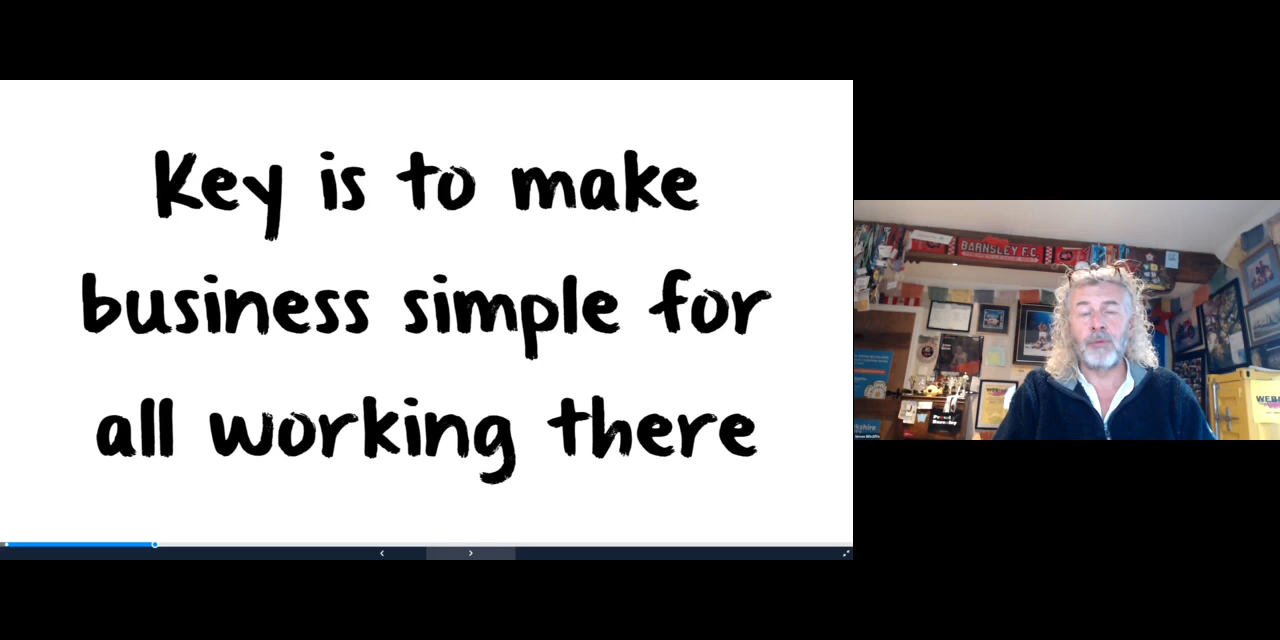 Key is to make
business simple for
all working there
BARNSLEY F.C.